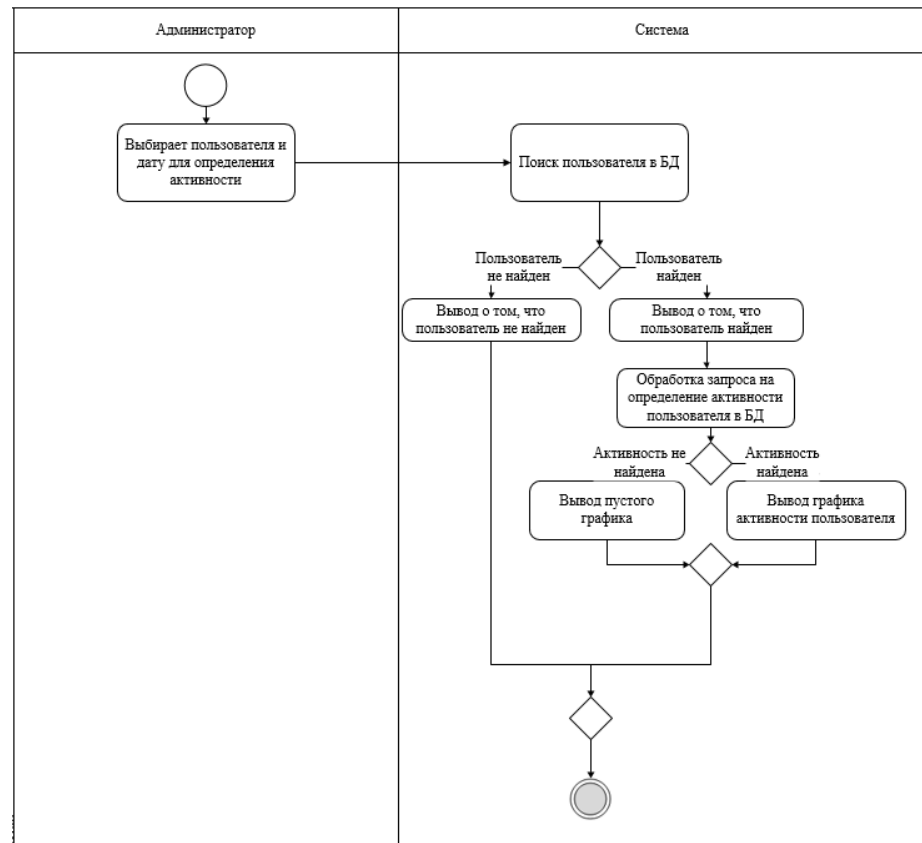 Администратор
Система
Выбирает пользователя и
дату для определения
активности
Поиск пользователя в БД
Пользователь
не найден
Пользователь
найден
Вывод о том, что
пользователь не найден
Вывод о том, что
пользователь найден
Обработка запроса на
определение активности
пользователя в БД
Активность не
найдена
Активность
найдена
Вывод пустого
графика
Вывод графика
активности пользователя